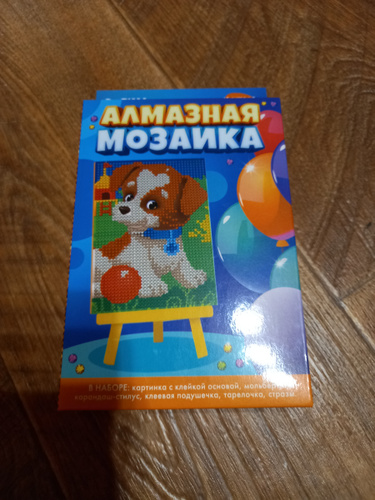 АЛМАЗНАЯ
МОЗАИКА
В НАБОРЕ: картинка с клейкой основой,
карандаш-стилус, клеевая подушечка, тарелочка, стразы.